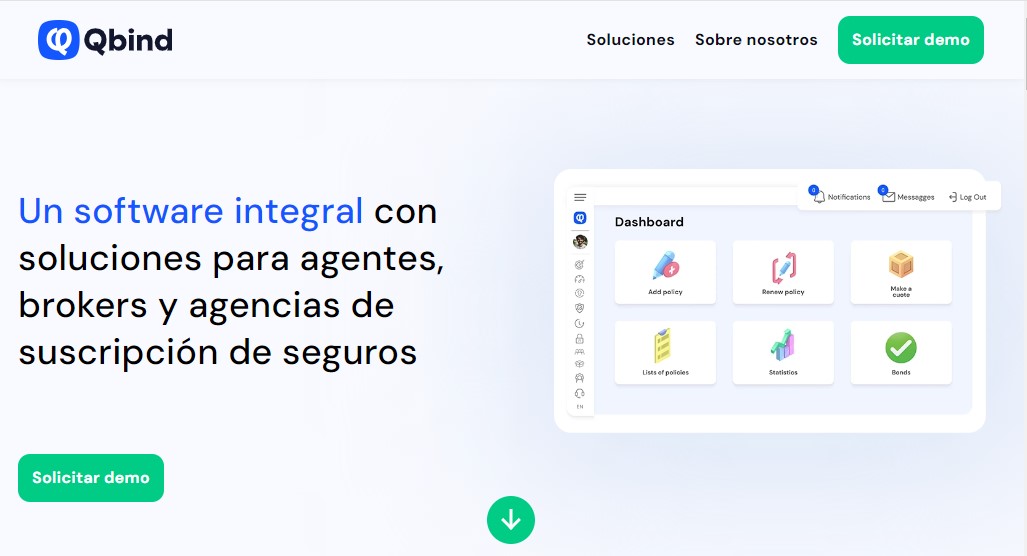 Qbind
Soluciones
Sobre nosotros
Solicitar demo
Un software integral con
soluciones para agentes,
brokers y agencias de
suscripción de seguros
Solicitar demo
0
Notifications
0
Messegges
Log Out
Dashboard
Add policy
Renew policy
Make a
cuote
Lists of policies
Statistics
Bonds
EN